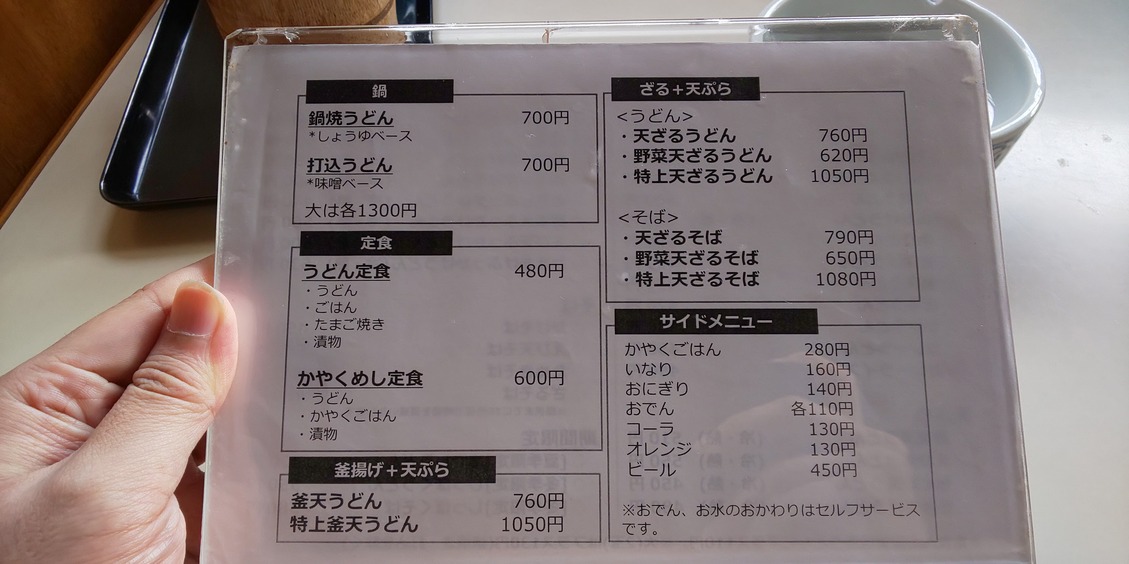 鍋
鍋焼うどん 700円
*しょうゆベース
打込うどん 700円
*味噌ベース
大は各1300円
定食
うどん定食 480円
・うどん
・ごはん
・たまご焼き
・漬物
かやくめし定食 600円
・うどん
・かやくごはん
・漬物
釜揚げ＋天ぷら
釜天うどん 760円
特上釜天うどん 1050円
ざる＋天ぷら
<うどん>
・天ざるうどん 760円
・野菜天ざるうどん 620円
・特上天ざるうどん 1050円
<そば>
・天ざるそば 790円
・野菜天ざるそば 650円
・特上天ざるそば 1080円
サイドメニュー
かやくごはん 280円
いなり 160円
おにぎり 140円
おでん 各110円
コーラ 130円
オレンジ 130円
ビール 450円
※おでん、お水のおかわりはセルフサービス
です。